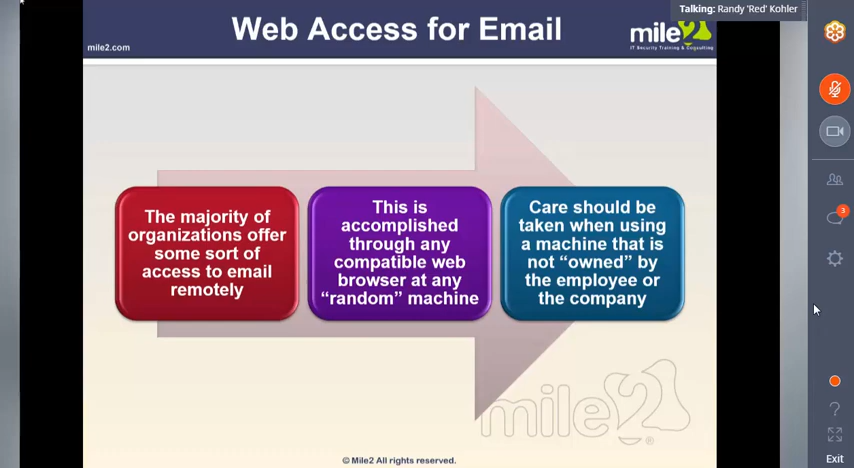 Talking: Randy 'Red' Kohler
Web Access for Email
mile2.com
mile2
IT Security Training & Consulting
The majority of
organizations offer
some sort of
access to email
remotely
This is
accomplished
through any
compatible web
browser at any
“random” machine
Care should be
taken when using
a machine that is
not “owned” by
the employee or
the company
mile2
®
© Mile2 All rights reserved.
3
?
Exit